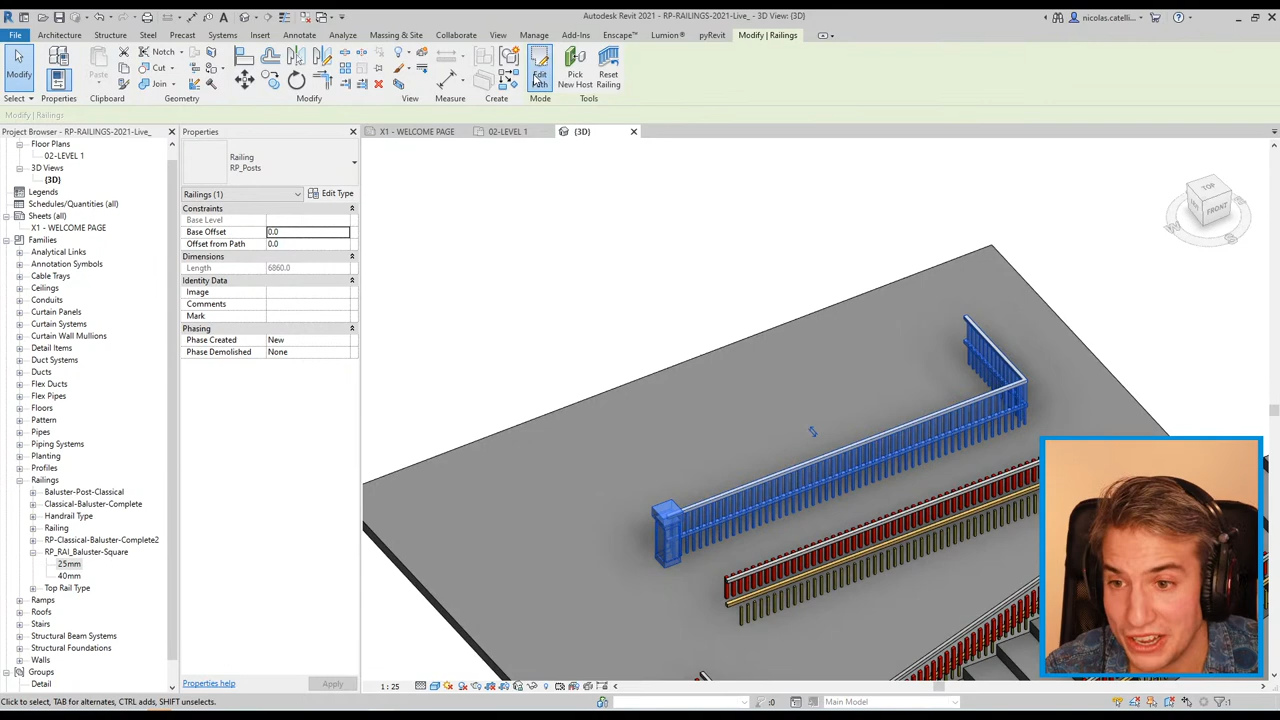 Autodesk Revit 2021 - RP-RAILINGS-2021-Live_ - 3D View: {3D}
nicolas.catelli...
File Architecture Structure Steel Precast Systems Insert Annotate Analyze Massing & Site Collaborate View Manage Add-Ins Enscape™ Lumion® pyRevit Modify | Railings
Modify
Properties
Paste
Notch
Cut
Join
Edit Path
Pick New Host
Reset Railing
Select
Properties
Clipboard
Geometry
Modify
View
Measure
Create
Mode
Tools
Modify | Railings
Project Browser - RP-RAILINGS-2021-Live_
Floor Plans
02-LEVEL 1
3D Views
{3D}
Legends
Schedules/Quantities (all)
Sheets (all)
X1 - WELCOME PAGE
Families
Analytical Links
Annotation Symbols
Cable Trays
Ceilings
Conduits
Curtain Panels
Curtain Systems
Curtain Wall Mullions
Detail Items
Duct Systems
Ducts
Flex Ducts
Flex Pipes
Floors
Pattern
Pipes
Piping Systems
Planting
Profiles
Railings
Baluster-Post-Classical
Classical-Baluster-Complete
Handrail Type
Railing
RP-Classical-Baluster-Complete2
RP_RAI_Baluster-Square
25mm
40mm
Top Rail Type
Ramps
Roofs
Stairs
Structural Beam Systems
Structural Foundations
Walls
Groups
Detail
Properties
Railing
RP_Posts
Railings (1)
Edit Type
Constraints
Base Level
Base Offset 0.0
Offset from Path 0.0
Dimensions
Length 6860.0
Identity Data
Image
Comments
Mark
Phasing
Phase Created New
Phase Demolished None
Properties help
Apply
X1 - WELCOME PAGE
02-LEVEL 1
{3D}
TOP
FRONT
1 : 25
Click to select, TAB for alternates, CTRL adds, SHIFT unselects.
:0
Main Model
:1